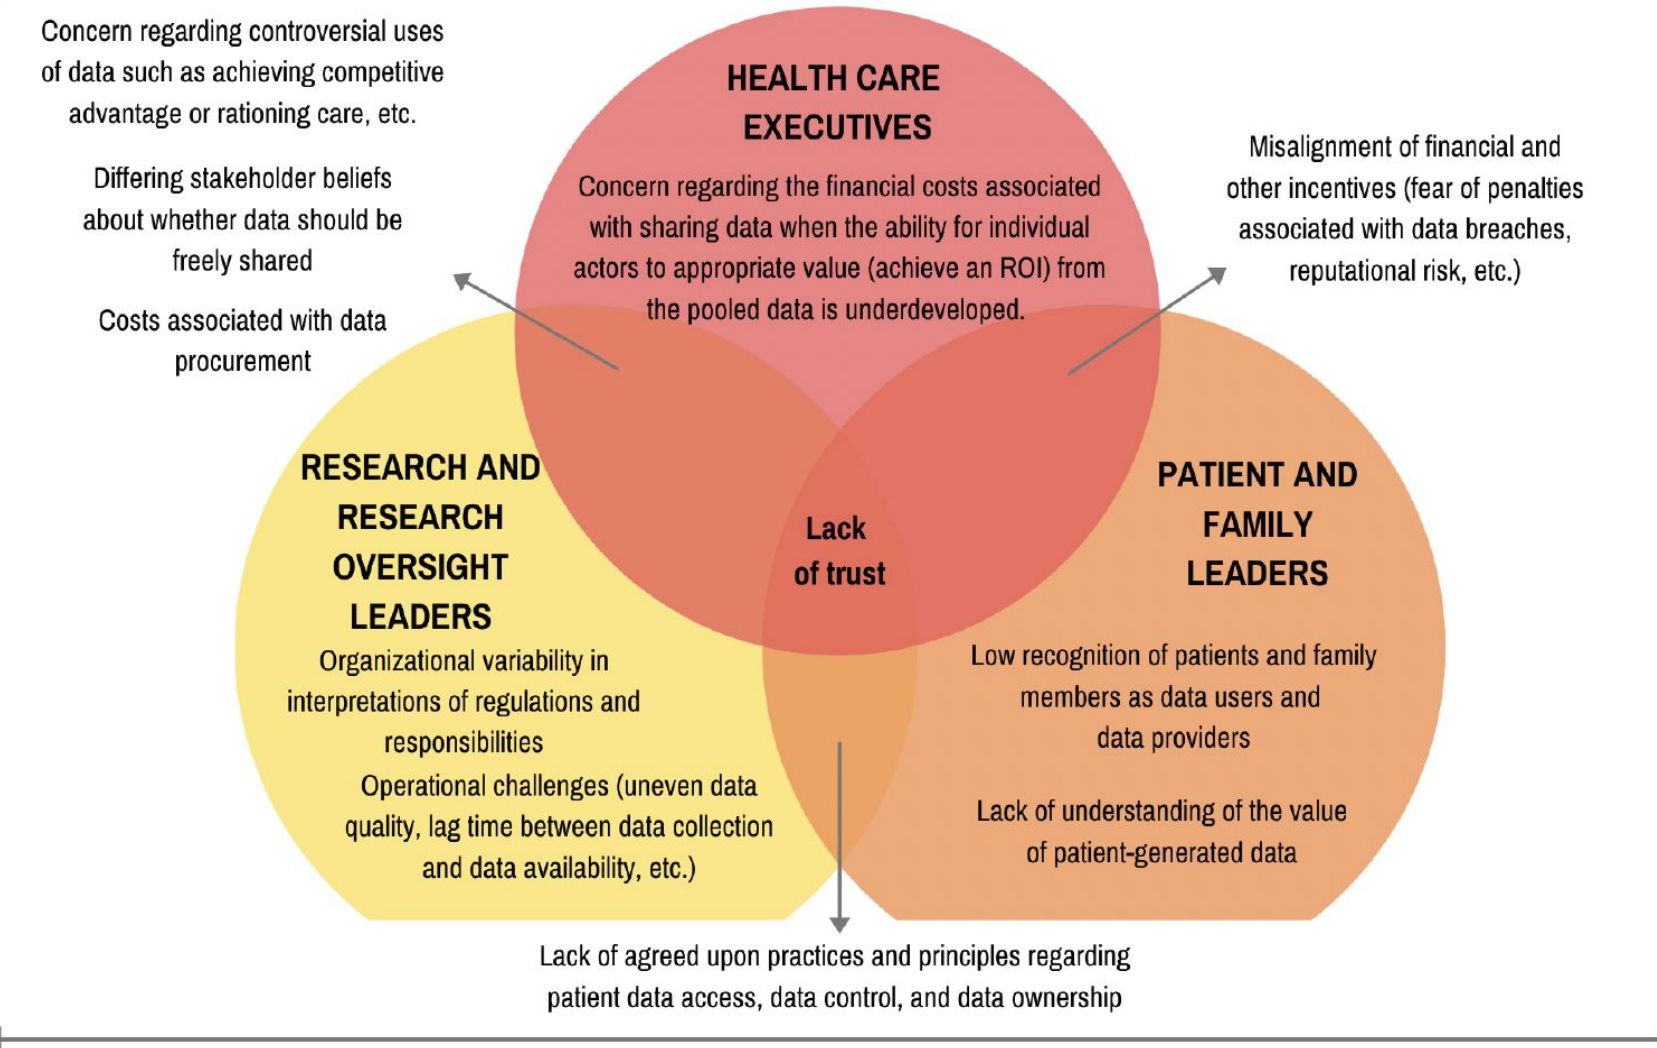 Concern regarding controversial uses
of data such as achieving competitive
advantage or rationing care, etc.
Differing stakeholder beliefs
about whether data should be
freely shared
Costs associated with data
procurement
HEALTH CARE
EXECUTIVES
Concern regarding the financial costs associated
with sharing data when the ability for individual
actors to appropriate value (achieve an ROI) from
the pooled data is underdeveloped.
Misalignment of financial and
other incentives (fear of penalties
associated with data breaches,
reputational risk, etc.)
RESEARCH AND
RESEARCH
OVERSIGHT
LEADERS
Organizational variability in
interpretations of regulations and
responsibilities
Operational challenges (uneven data
quality, lag time between data collection
and data availability, etc.)
Lack
of trust
PATIENT AND
FAMILY
LEADERS
Low recognition of patients and family
members as data users and
data providers
Lack of understanding of the value
of patient-generated data
Lack of agreed upon practices and principles regarding
patient data access, data control, and data ownership